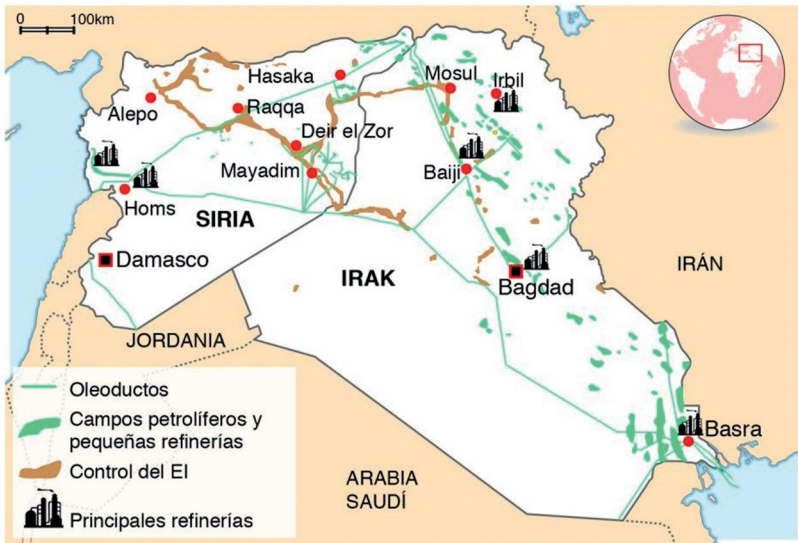 0 100km
Hasaka
Mosul
Irbil
Alepo
Raqqa
Deir el Zor
Mayadim
Baiji
Homs
SIRIA
Damasco
IRAK
Bagdad
IRÁN
JORDANIA
Oleoductos
Campos petrolíferos y
pequeñas refinerías
Control del EI
Principales refinerías
Basra
ARABIA
SAUDÍ